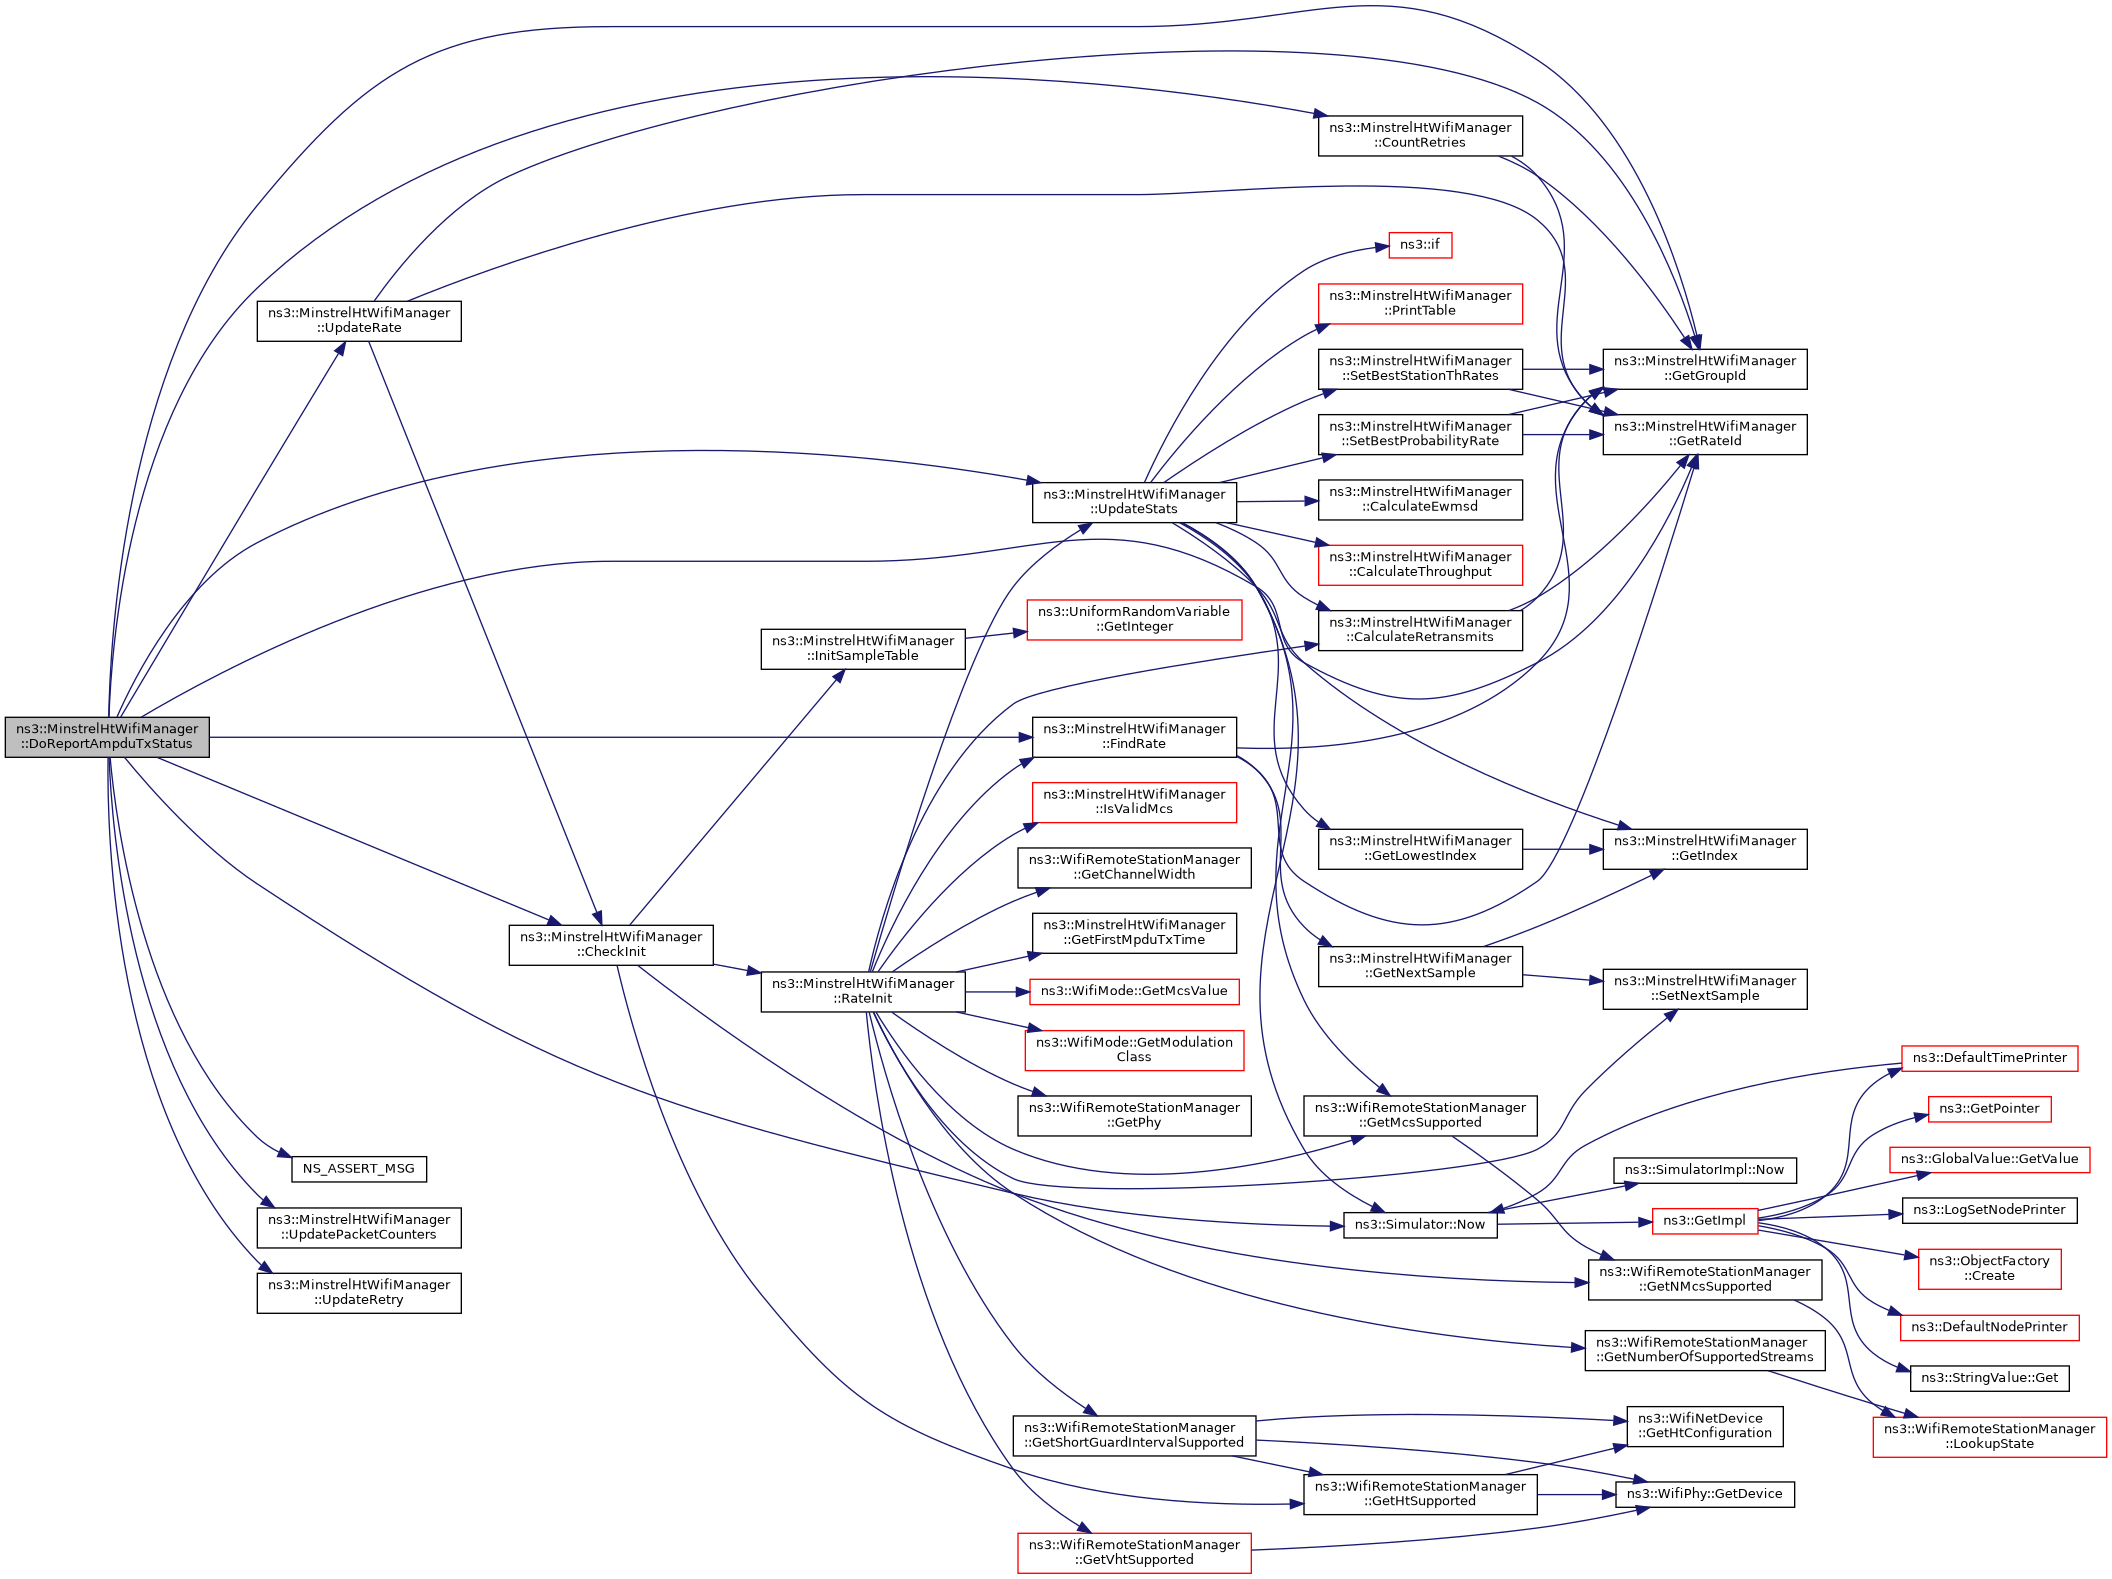 ns3::MinstrelHtWifiManager
::CountRetries
ns3::if
ns3::MinstrelHtWifiManager
::PrintTable
ns3::MinstrelHtWifiManager
::UpdateRate
ns3::MinstrelHtWifiManager
::SetBestStationThRates
ns3::MinstrelHtWifiManager
::GetGroupId
ns3::MinstrelHtWifiManager
::SetBestProbabilityRate
ns3::MinstrelHtWifiManager
::GetRateId
ns3::MinstrelHtWifiManager
::UpdateStats
ns3::MinstrelHtWifiManager
::CalculateEwmsd
ns3::MinstrelHtWifiManager
::CalculateThroughput
ns3::UniformRandomVariable
::GetInteger
ns3::MinstrelHtWifiManager
::CalculateRetransmits
ns3::MinstrelHtWifiManager
::InitSampleTable
ns3::MinstrelHtWifiManager
::DoReportAmpduTxStatus
ns3::MinstrelHtWifiManager
::FindRate
ns3::MinstrelHtWifiManager
::IsValidMcs
ns3::MinstrelHtWifiManager
::GetLowestIndex
ns3::MinstrelHtWifiManager
::GetIndex
ns3::WifiRemoteStationManager
::GetChannelWidth
ns3::MinstrelHtWifiManager
::GetFirstMpduTxTime
ns3::MinstrelHtWifiManager
::CheckInit
ns3::MinstrelHtWifiManager
::GetNextSample
ns3::MinstrelHtWifiManager
::RateInit
ns3::WifiMode::GetMcsValue
ns3::MinstrelHtWifiManager
::SetNextSample
ns3::WifiMode::GetModulation
Class
ns3::DefaultTimePrinter
ns3::WifiRemoteStationManager
::GetPhy
ns3::WifiRemoteStationManager
::GetMcsSupported
ns3::GetPointer
NS_ASSERT_MSG
ns3::SimulatorImpl::Now
ns3::GlobalValue::GetValue
ns3::MinstrelHtWifiManager
::UpdatePacketCounters
ns3::Simulator::Now
ns3::GetImpl
ns3::LogSetNodePrinter
ns3::MinstrelHtWifiManager
::UpdateRetry
ns3::WifiRemoteStationManager
::GetNMcsSupported
ns3::ObjectFactory
::Create
ns3::DefaultNodePrinter
ns3::WifiRemoteStationManager
::GetNumberOfSupportedStreams
ns3::StringValue::Get
ns3::WifiRemoteStationManager
::GetShortGuardIntervalSupported
ns3::WifiNetDevice
::GetHtConfiguration
ns3::WifiRemoteStationManager
::LookupState
ns3::WifiRemoteStationManager
::GetHtSupported
ns3::WifiPhy::GetDevice
ns3::WifiRemoteStationManager
::GetVhtSupported